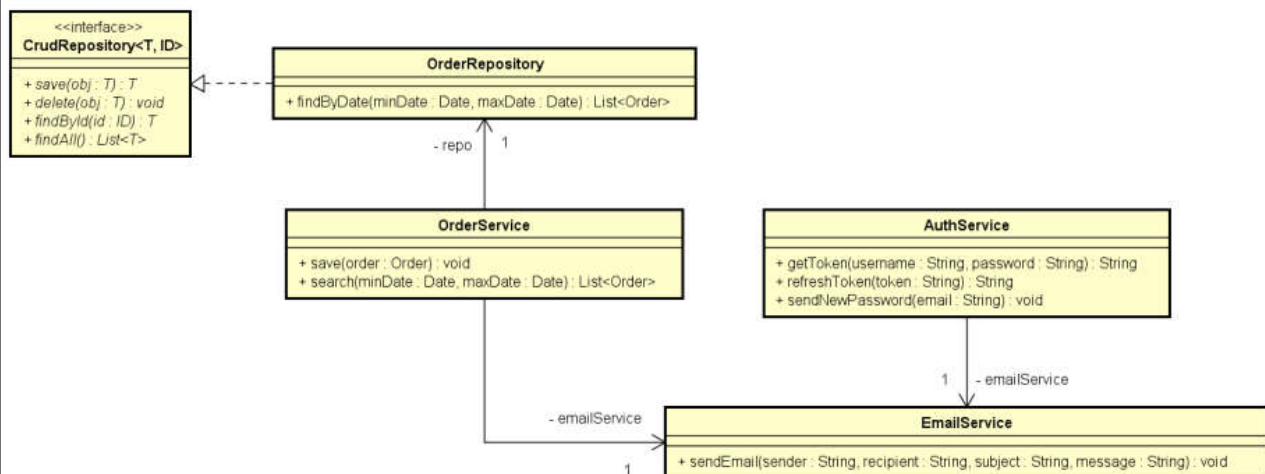 <<interface>>
CrudRepository<T, ID>
+ save(obj : T) : T
+ delete(obj : T) : void
+ findById(id : ID) : T
+ findAll() : List<T>
OrderRepository
+ findByDate(minDate : Date, maxDate : Date) : List<Order>
- repo
1
OrderService
+ save(order : Order) : void
+ search(minDate : Date, maxDate : Date) : List<Order>
AuthService
+ getToken(username : String, password : String) : String
+ refreshToken(token : String) : String
+ sendNewPassword(email : String) : void
1
- emailService
- emailService
1
EmailService
+ sendEmail(sender : String, recipient : String, subject : String, message : String) : void